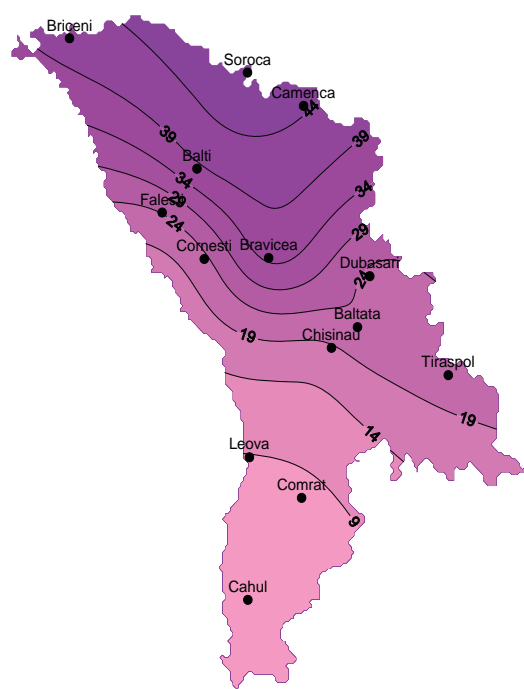 Briceni
Soroca
Camenca
44
39
39
Balti
34
34
29
Falesti
24
29
Cornesti
Bravicea
Dubasari
24
Baltata
19
Chisinau
Tiraspol
19
14
Leova
Comrat
9
Cahul